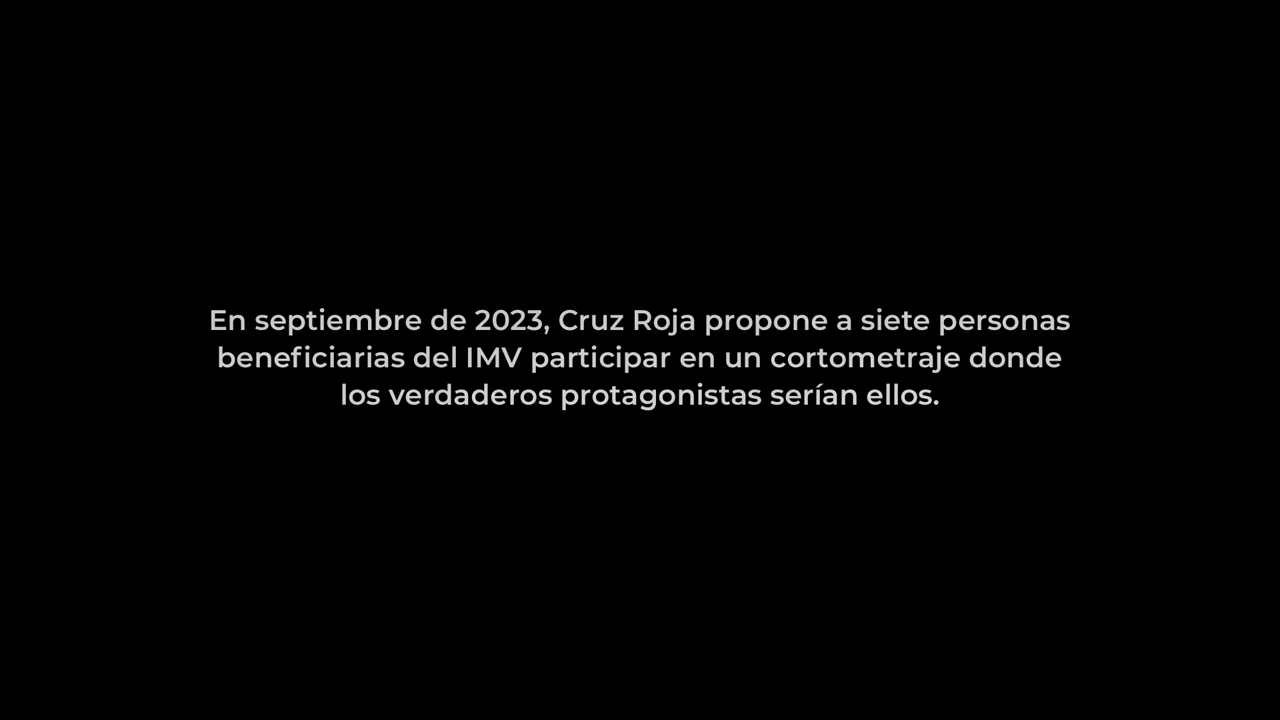 En septiembre de 2023, Cruz Roja propone a siete personas
beneficiarias del IMV participar en un cortometraje donde
los verdaderos protagonistas serían ellos.